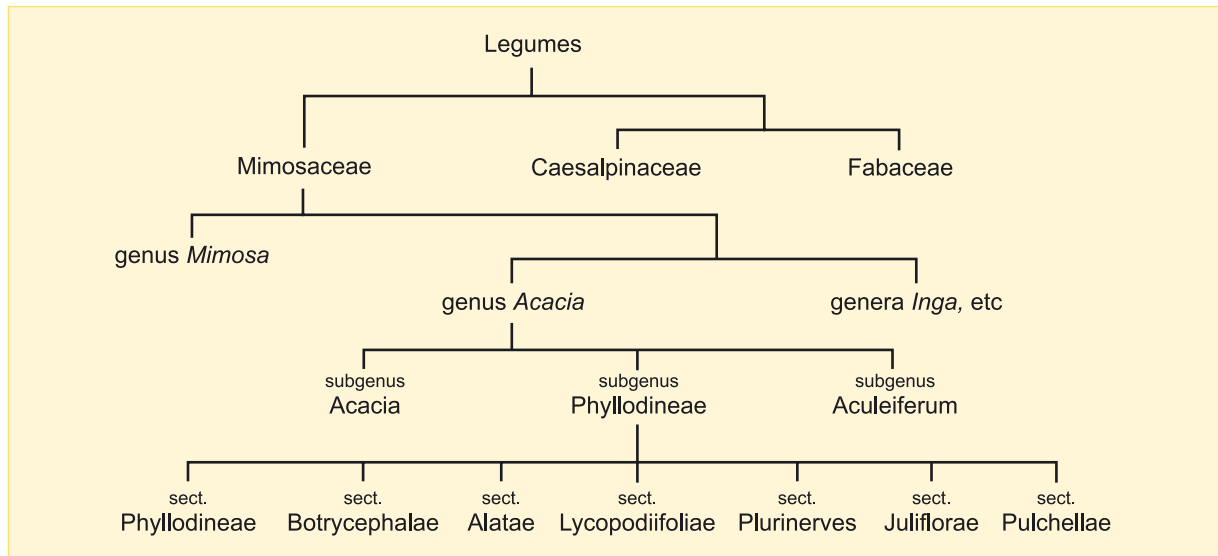 Legumes
Mimosaceae Caesalpinaceae Fabaceae
genus Mimosa
genus Acacia genera Inga, etc
subgenus subgenus subgenus
Acacia Phyllodineae Aculeiferum
sect. sect. sect. sect. sect. sect. sect.
Phyllodineae Botrycephalae Alatae Lycopodiifoliae Plurinerves Juliflorae Pulchellae